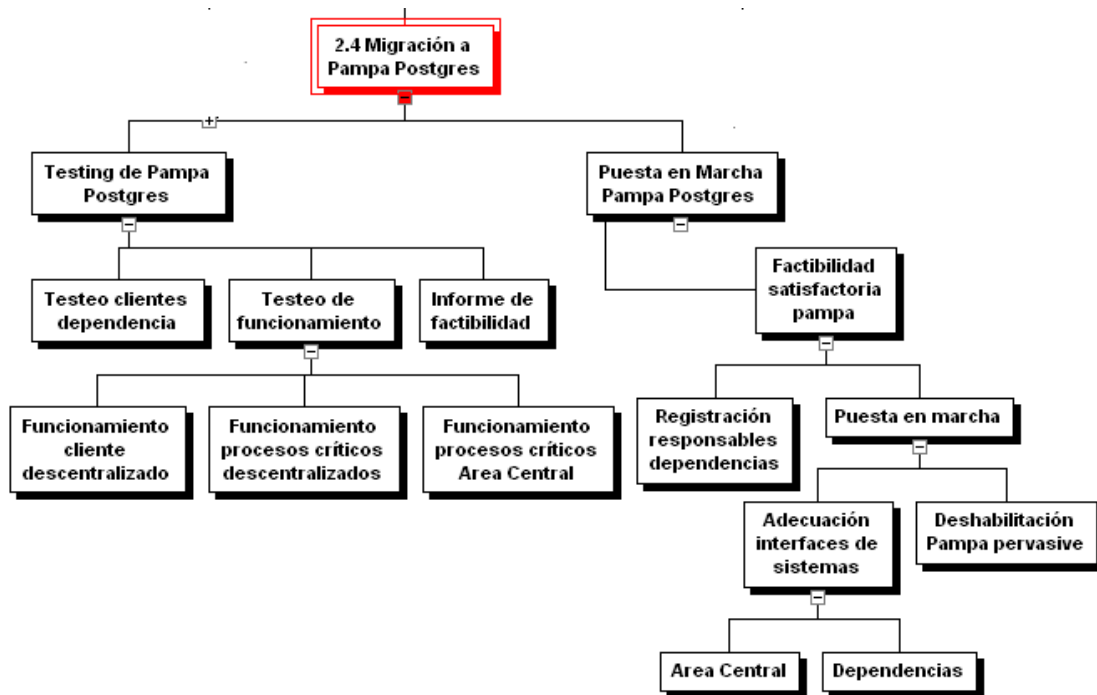 2.4 Migración a
Pampa Postgres
Testing de Pampa
Postgres
Puesta en Marcha
Pampa Postgres
Testeo clientes
dependencia
Testeo de
funcionamiento
Informe de
factibilidad
Factibilidad
satisfactoria
pampa
Funcionamiento
cliente
descentralizado
Funcionamiento
procesos críticos
descentralizados
Funcionamiento
procesos críticos
Area Central
Registración
responsables
dependencias
Puesta en marcha
Adecuación
interfaces de
sistemas
Deshabilitación
Pampa pervasive
Area Central
Dependencias